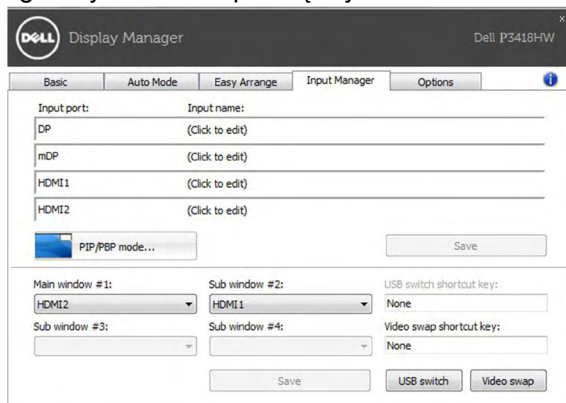 DELL Display Manager
Dell P3418HW
x
Basic Auto Mode Easy Arrange Input Manager Options i
Input port: Input name:
DP (Click to edit)
mDP (Click to edit)
HDMI1 (Click to edit)
HDMI2 (Click to edit)
PIP/PBP mode... Save
Main window #1: Sub window #2: USB switch shortcut key:
HDMI2 HDMI1 None
Sub window #3: Sub window #4: Video swap shortcut key:
None
Save USB switch Video swap